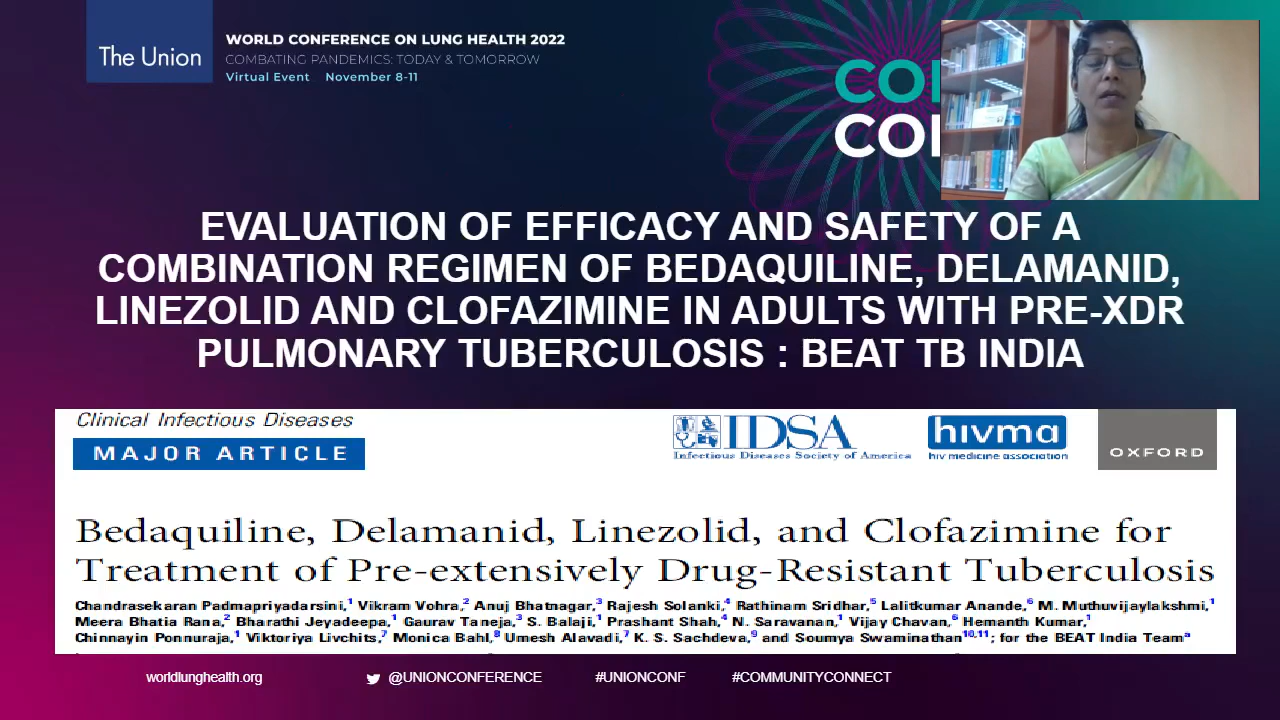 The Union
WORLD CONFERENCE ON LUNG HEALTH 2022
COMBATING PANDEMICS: TODAY & TOMORROW
Virtual Event November 8-11
EVALUATION OF EFFICACY AND SAFETY OF A
COMBINATION REGIMEN OF BEDAQUILINE, DELAMANID,
LINEZOLID AND CLOFAZIMINE IN ADULTS WITH PRE-XDR
PULMONARY TUBERCULOSIS : BEAT TB INDIA
Clinical Infectious Diseases
MAJOR ARTICLE
IDSA
Infectious Diseases Society of America
hivma
hiv medicine association
OXFORD
Bedaquiline, Delamanid, Linezolid, and Clofazimine for
Treatment of Pre-extensively Drug-Resistant Tuberculosis
Chandrasekaran Padmapriyadarsini,¹ Vikram Vohra,² Anuj Bhatnagar,³ Rajesh Solanki,⁴ Rathinam Sridhar,⁵ Lalitkumar Anande,⁶ M. Muthuvijaylakshmi,¹
Meera Bhatia Rana,² Bharathi Jeyadeepa,¹ Gaurav Taneja,³ S. Balaji,¹ Prashant Shah,⁴ N. Saravanan,¹ Vijay Chavan,⁶ Hemanth Kumar,¹
Chinnayin Ponnuraja,¹ Viktoriya Livchits,⁷ Monica Bahl,⁸ Umesh Alavadi,⁷ K. S. Sachdeva,⁹ and Soumya Swaminathan¹⁰,¹¹; for the BEAT India Teamᵃ
worldlunghealth.org
@UNIONCONFERENCE
#UNIONCONF
#COMMUNITYCONNECT